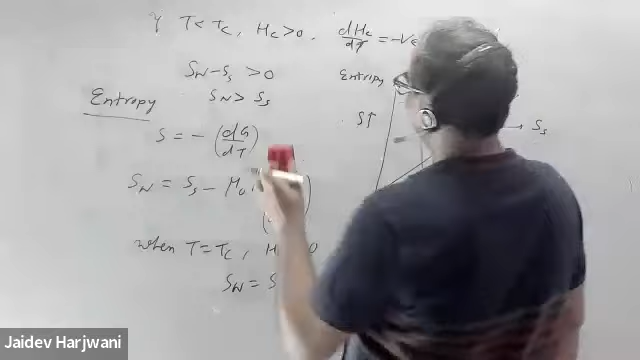 If T < Tc, Hc > 0. dHc/dT = -Ve
SN - Ss > 0
SN > Ss
Entropy
S = - (dG/dT)
SN = Ss - μ0
when T = Tc, H 0
SN = S
Entropy
S↑
→ Ss
Jaidev Harjwani